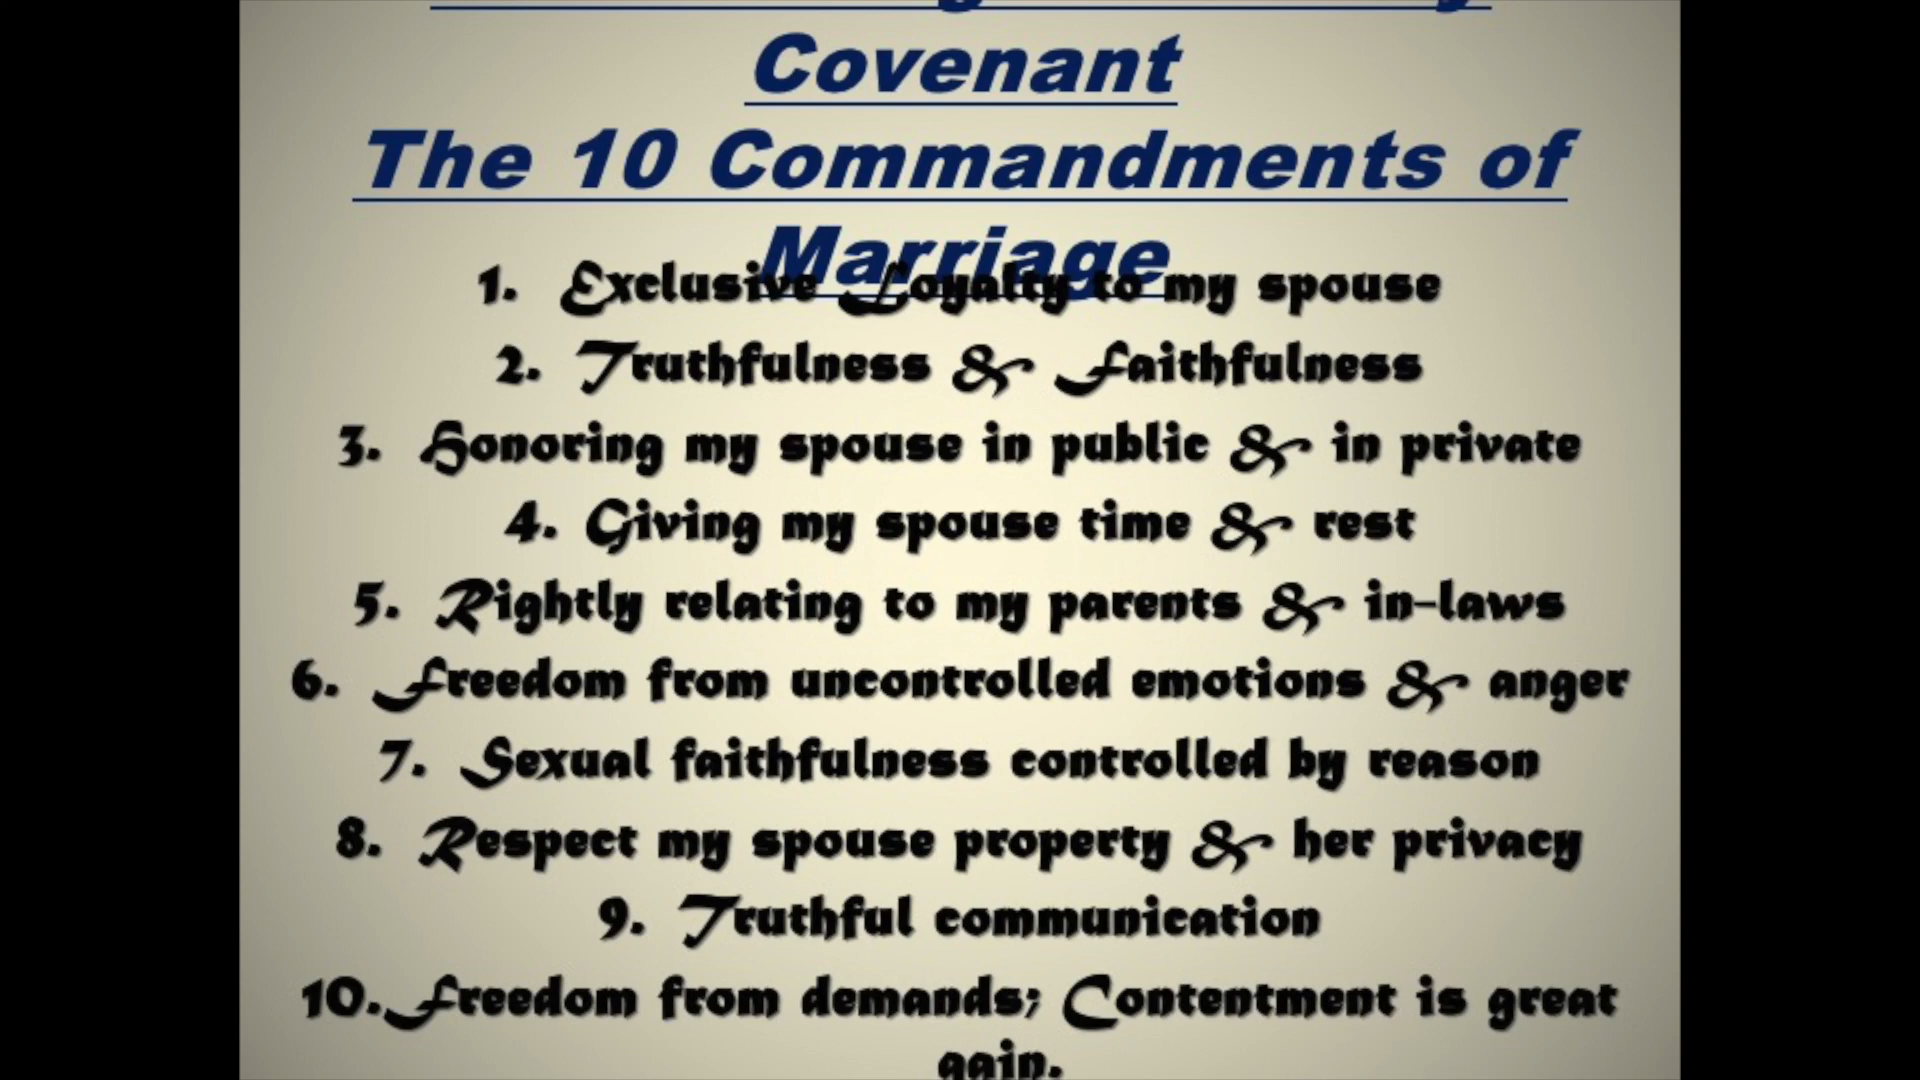 Covenant
The 10 Commandments of
Marriage
1. Exclusive Loyalty to my spouse
2. Truthfulness & Faithfulness
3. Honoring my spouse in public & in private
4. Giving my spouse time & rest
5. Rightly relating to my parents & in-laws
6. Freedom from uncontrolled emotions & anger
7. Sexual faithfulness controlled by reason
8. Respect my spouse property & her privacy
9. Truthful communication
10. Freedom from demands; Contentment is great
gain.